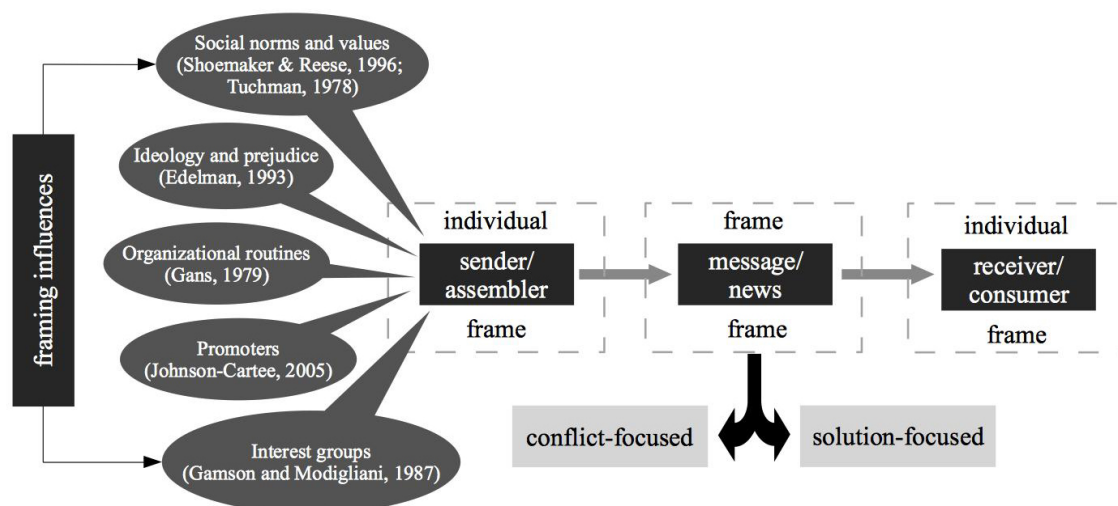 framing influences
Social norms and values
(Shoemaker & Reese, 1996;
Tuchman, 1978)
Ideology and prejudice
(Edelman, 1993)
Organizational routines
(Gans, 1979)
Promoters
(Johnson-Cartee, 2005)
Interest groups
(Gamson and Modigliani, 1987)
individual
sender/
assembler
frame
frame
message/
news
frame
individual
receiver/
consumer
frame
conflict-focused
solution-focused